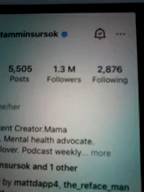 tamminsursok
5,505 1.3 M 2,876
Posts Followers Following
e/her
ent Creator.Mama
. Mental health advocate.
lover. Podcast weekly... more
nsursok and 1 other
by mattdapp4, the_reface_man